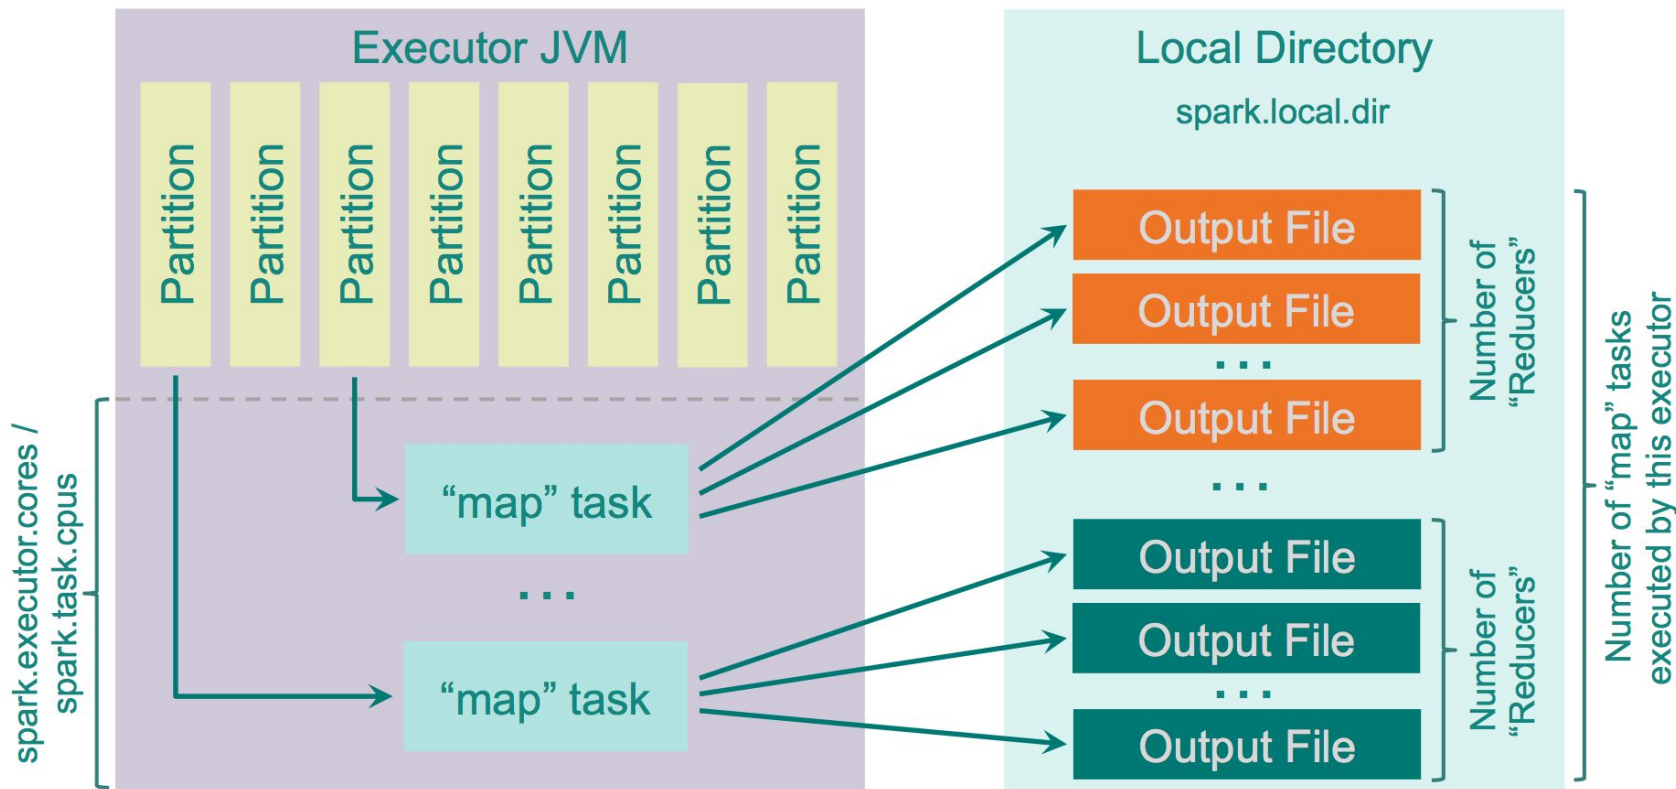 Executor JVM
Partition
Partition
Partition
Partition
Partition
Partition
Partition
Partition
spark.executor.cores /
spark.task.cpus
“map” task
...
“map” task
Local Directory
spark.local.dir
Output File
Output File
...
Output File
Number of
“Reducers”
...
Output File
Output File
...
Output File
Number of
“Reducers”
Number of “map” tasks
executed by this executor